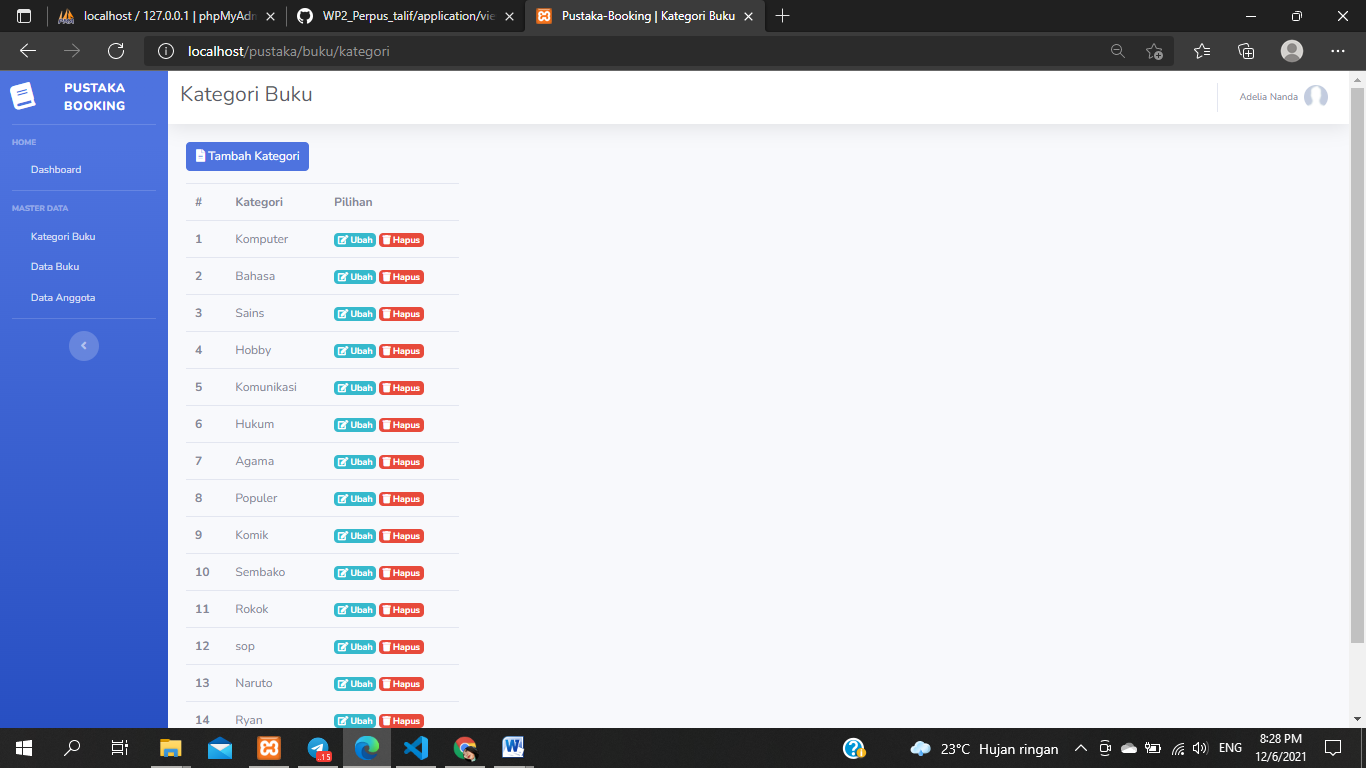 localhost / 127.0.0.1 | phpMyAdm
WP2_Perpus_talif/application/vie
Pustaka-Booking | Kategori Buku
localhost/pustaka/buku/kategori
PUSTAKA
BOOKING
HOME
Dashboard
MASTER DATA
Kategori Buku
Data Buku
Data Anggota
Kategori Buku
Adelia Nanda
Tambah Kategori
# Kategori Pilihan
1 Komputer Ubah Hapus
2 Bahasa Ubah Hapus
3 Sains Ubah Hapus
4 Hobby Ubah Hapus
5 Komunikasi Ubah Hapus
6 Hukum Ubah Hapus
7 Agama Ubah Hapus
8 Populer Ubah Hapus
9 Komik Ubah Hapus
10 Sembako Ubah Hapus
11 Rokok Ubah Hapus
12 sop Ubah Hapus
13 Naruto Ubah Hapus
14 Ryan Ubah Hapus
23°C Hujan ringan
ENG
8:28 PM
12/6/2021